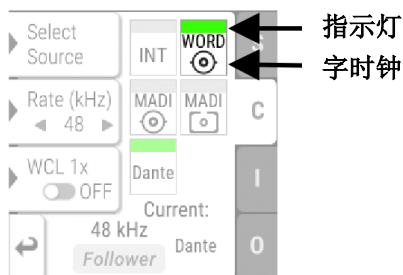 Select
Source
INT
WORD
指示灯
字时钟
Rate (kHz)
48
MADI
MADI
C
WCL 1x
OFF
Dante
I
Current:
48 kHz
Follower
Dante
O